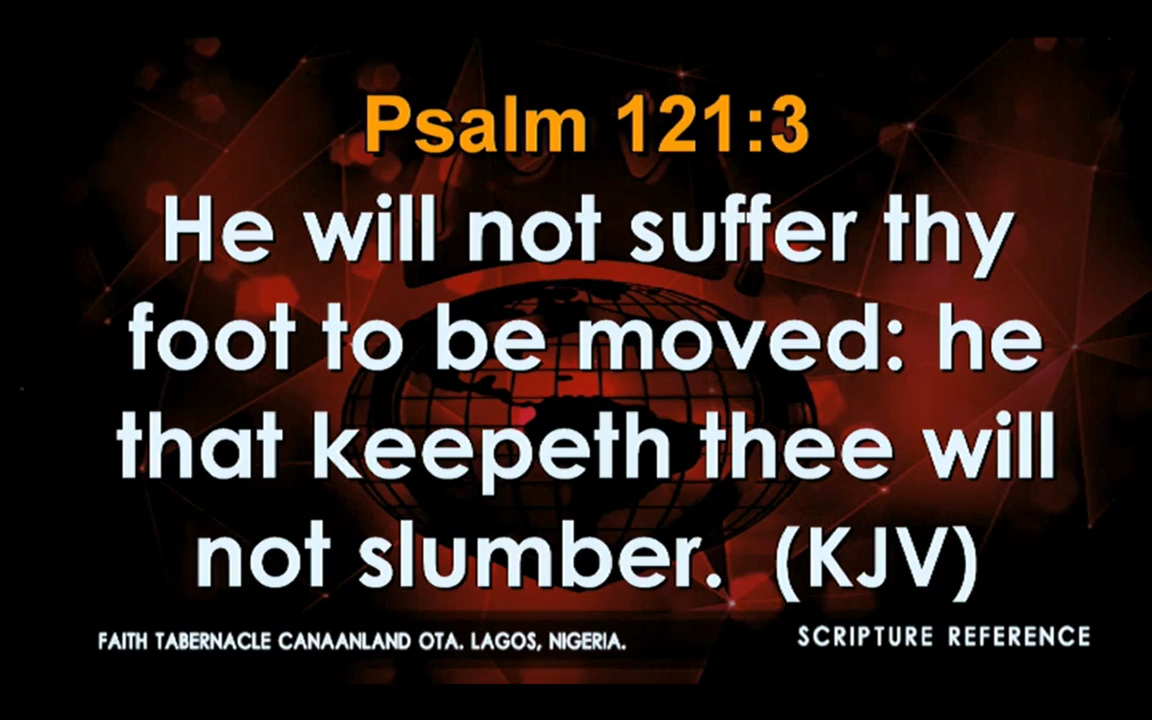 Psalm 121:3
He will not suffer thy
foot to be moved: he
that keepeth thee will
not slumber. (KJV)
FAITH TABERNACLE CANAANLAND OTA. LAGOS, NIGERIA.
SCRIPTURE REFERENCE